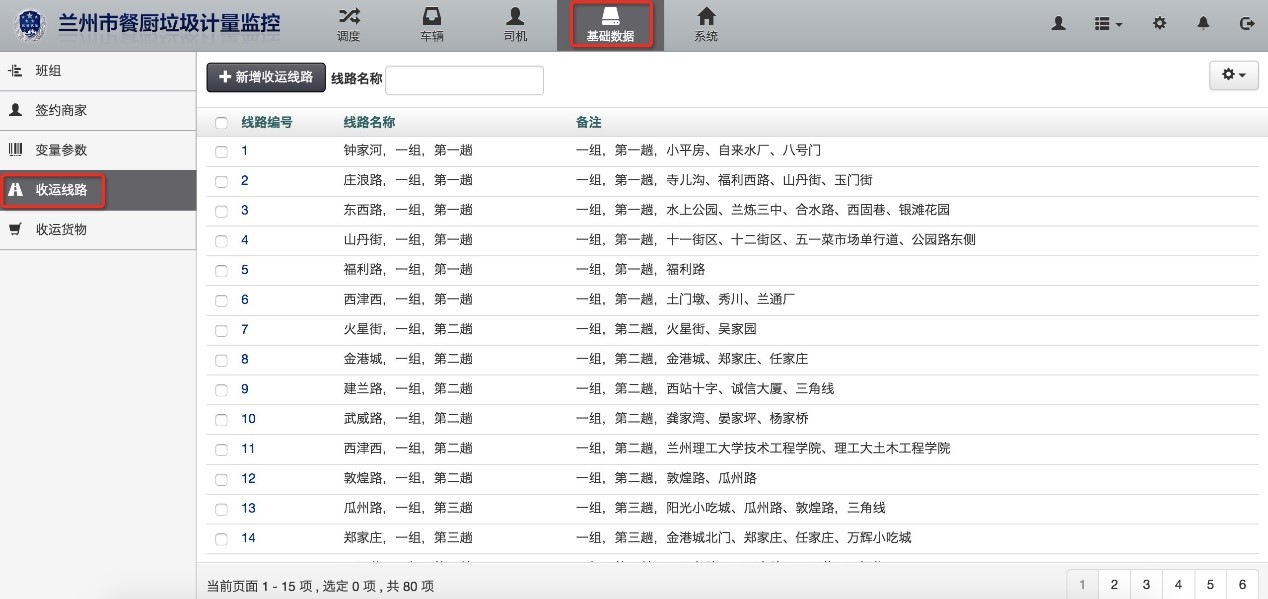 兰州市餐厨垃圾计量监控
调度 车辆 司机 基础数据 系统
班组
签约商家
变量参数
收运线路
收运货物
新增收运线路 线路名称
线路编号 线路名称 备注
1 钟家河,一组,第一趟 一组,第一趟,小平房、自来水厂、八号门
2 庄浪路,一组,第一趟 一组,第一趟,寺儿沟、福利西路、山丹街、玉门街
3 东西路,一组,第一趟 一组,第一趟,水上公园、兰炼三中、合水路、西固巷、银滩花园
4 山丹街,一组,第一趟 一组,第一趟,十一街区、十二街区、五一菜市场单行道、公园路东侧
5 福利路,一组,第一趟 一组,第一趟,福利路
6 西津西,一组,第一趟 一组,第一趟,土门墩、秀川、兰通厂
7 火星街,一组,第二趟 一组,第二趟,火星街、吴家园
8 金港城,一组,第二趟 一组,第二趟,金港城、郑家庄、任家庄
9 建兰路,一组,第二趟 一组,第二趟,西站十字、诚信大厦、三角线
10 武威路,一组,第二趟 一组,第二趟,龚家湾、晏家坪、杨家桥
11 西津西,一组,第二趟 一组,第二趟,兰州理工大学技术工程学院、理工大土木工程学院
12 敦煌路,一组,第二趟 一组,第二趟,敦煌路、瓜州路
13 瓜州路,一组,第三趟 一组,第三趟,阳光小吃城、瓜州路、敦煌路,三角线
14 郑家庄,一组,第三趟 一组,第三趟,金港城北门、郑家庄、任家庄、万辉小吃城
当前页面 1 - 15 项 , 选定 0 项 , 共 80 项
1 2 3 4 5 6